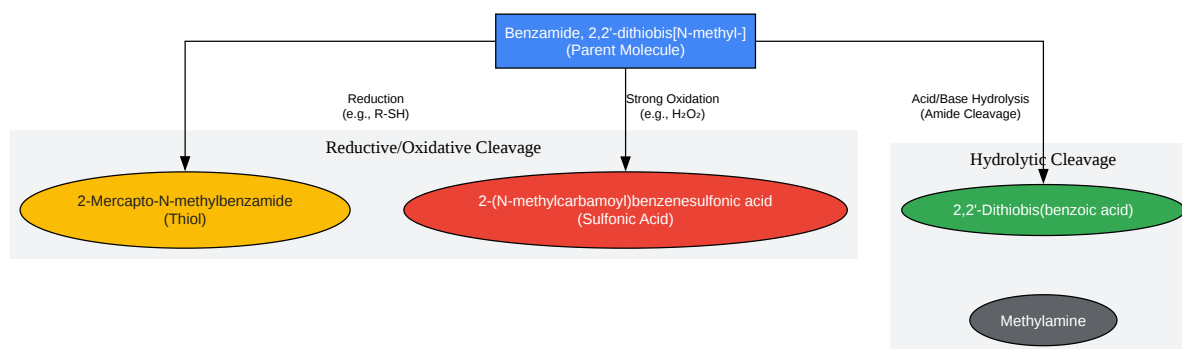 Benzamide, 2,2'-dithiobis[N-methyl-]
(Parent Molecule)
Reduction
(e.g., R-SH)
Strong Oxidation
(e.g., H₂O₂)
Acid/Base Hydrolysis
(Amide Cleavage)
Reductive/Oxidative Cleavage
Hydrolytic Cleavage
2-Mercapto-N-methylbenzamide
(Thiol)
2-(N-methylcarbamoyl)benzenesulfonic acid
(Sulfonic Acid)
2,2'-Dithiobis(benzoic acid)
Methylamine